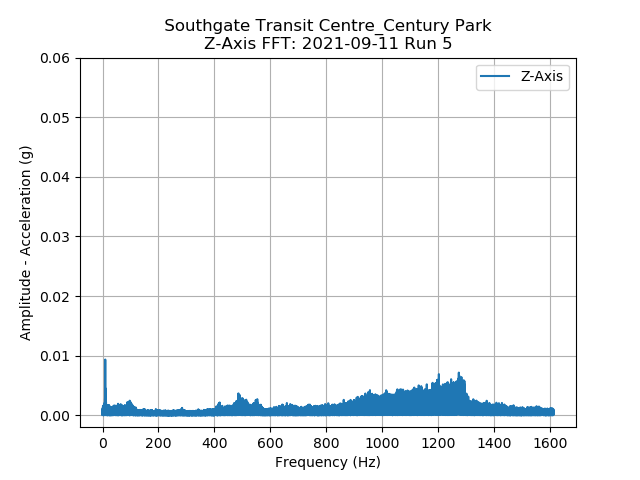 Southgate Transit Centre_Century Park
Z-Axis FFT: 2021-09-11 Run 5
Z-Axis
0.06
0.05
0.04
0.03
0.02
0.01
0.00
Amplitude - Acceleration (g)
0 200 400 600 800 1000 1200 1400 1600
Frequency (Hz)